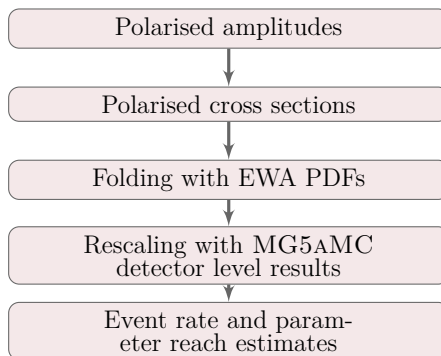 Polarised amplitudes
Polarised cross sections
Folding with EWA PDFs
Rescaling with MG5AMC
detector level results
Event rate and param-
eter reach estimates